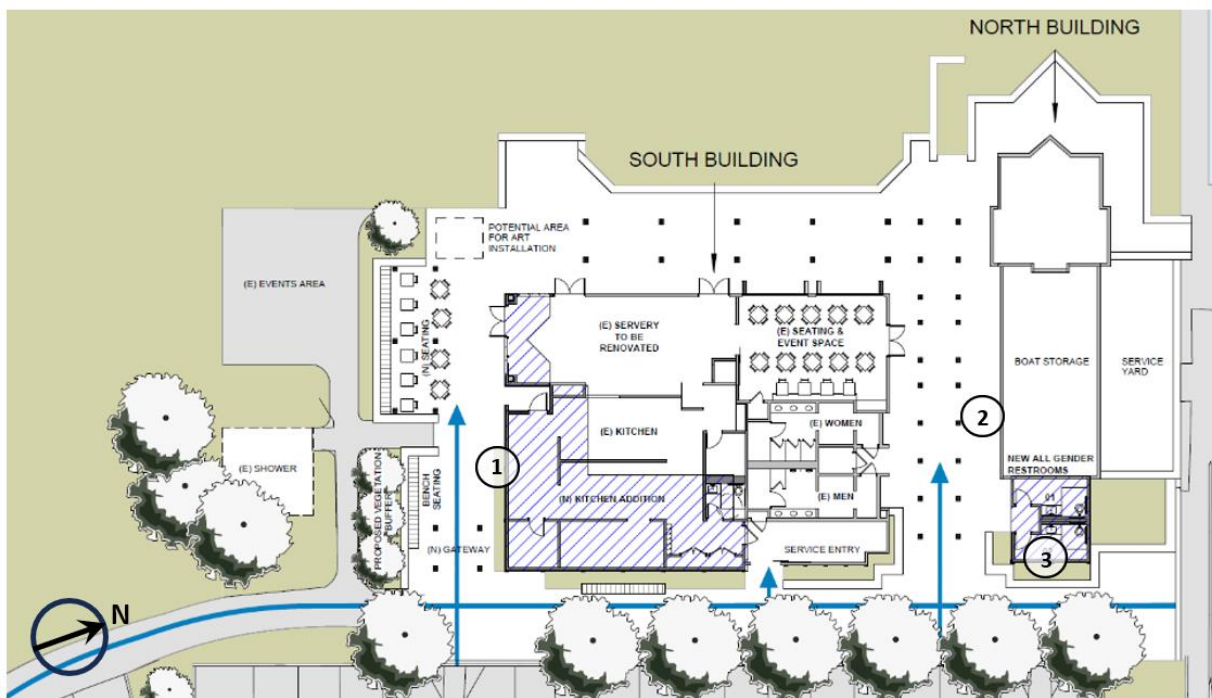 NORTH BUILDING
SOUTH BUILDING
POTENTIAL AREA
FOR ART
INSTALLATION
(E) EVENTS AREA
(N) SEATING
(E) SERVERY
TO BE
RENOVATED
(E) SEATING &
EVENT SPACE
BOAT STORAGE
SERVICE
YARD
2
(E) KITCHEN
(E) WOMEN
1
(E) SHOWER
BENCH
SEATING
PROPOSED VEGETATION
BUFFER
(N) KITCHEN ADDITION
(E) MEN
NEW ALL GENDER
RESTROOMS
(N) GATEWAY
SERVICE ENTRY
3
N